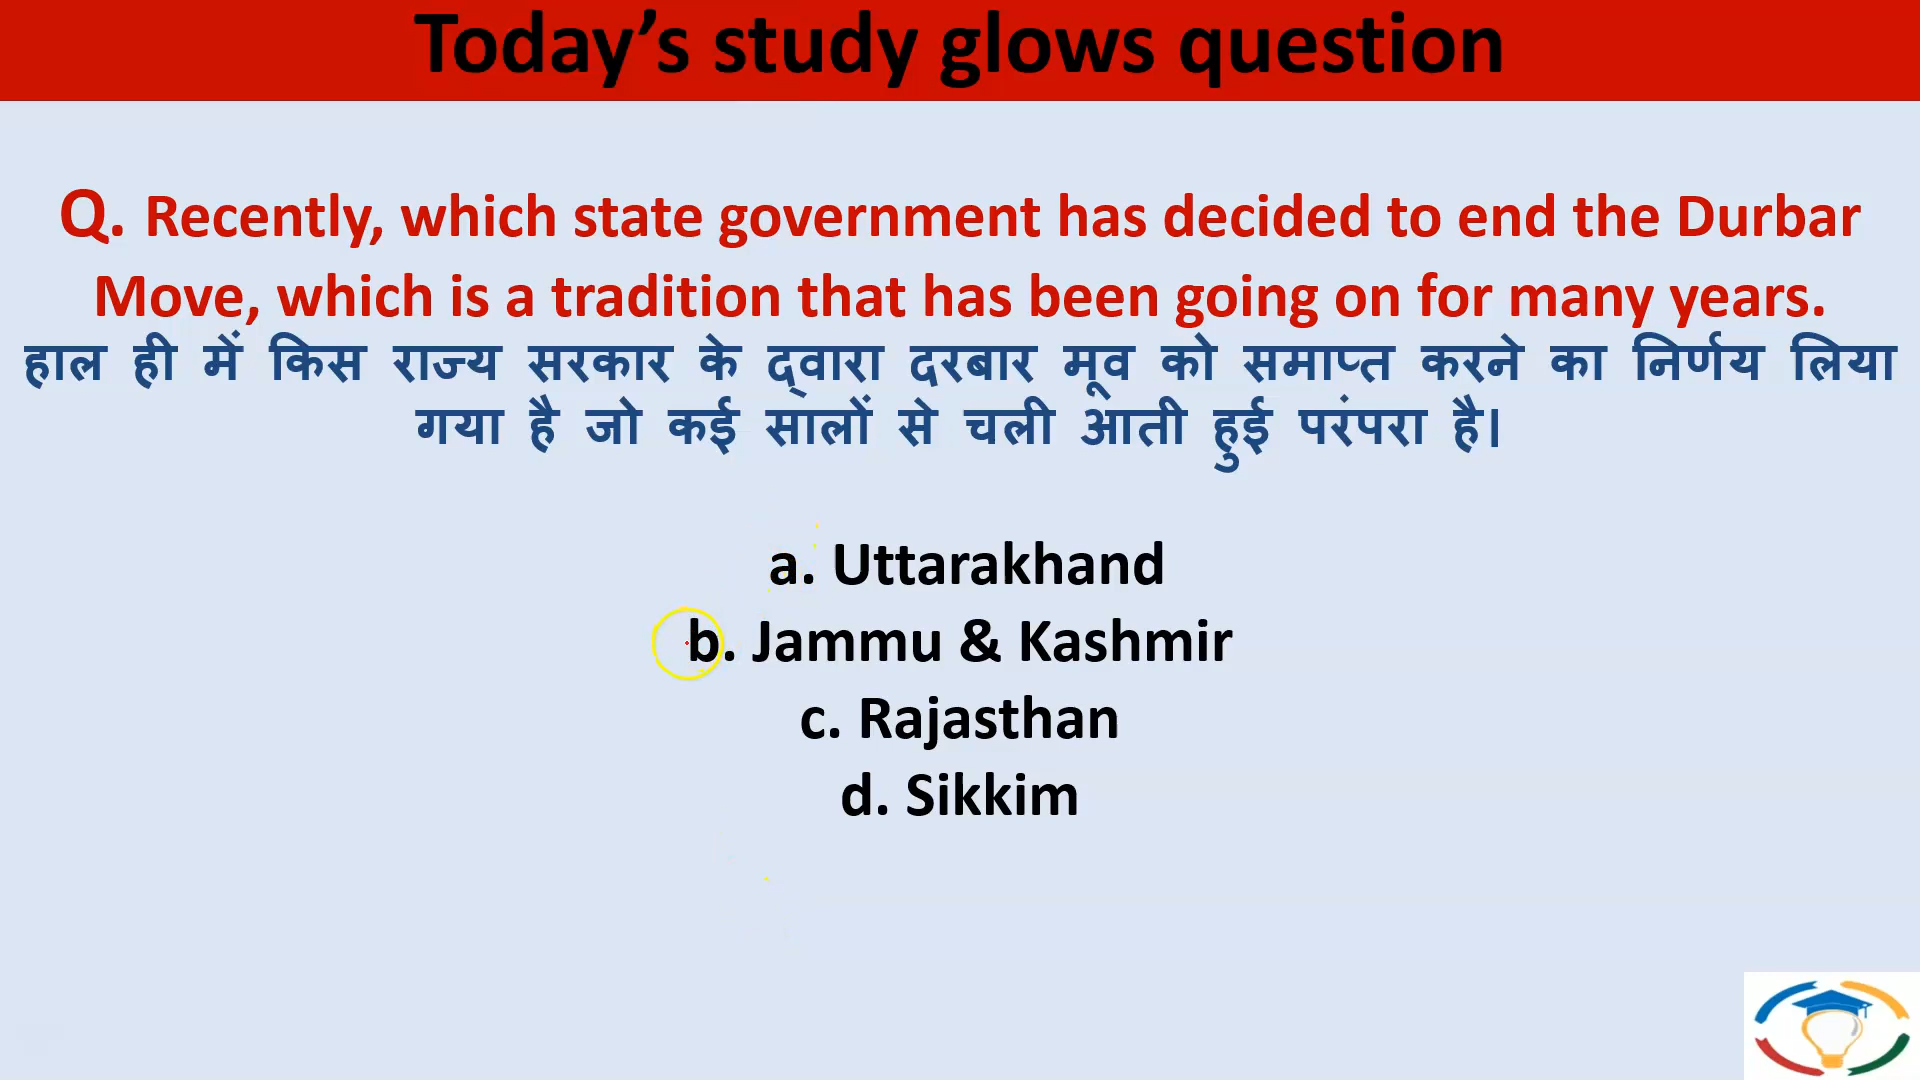 Today’s study glows question
Q. Recently, which state government has decided to end the Durbar
Move, which is a tradition that has been going on for many years.
हाल ही में किस राज्य सरकार के द्वारा दरबार मूव को समाप्त करने का निर्णय लिया
गया है जो कई सालों से चली आती हुई परंपरा है।
a. Uttarakhand
b. Jammu & Kashmir
c. Rajasthan
d. Sikkim